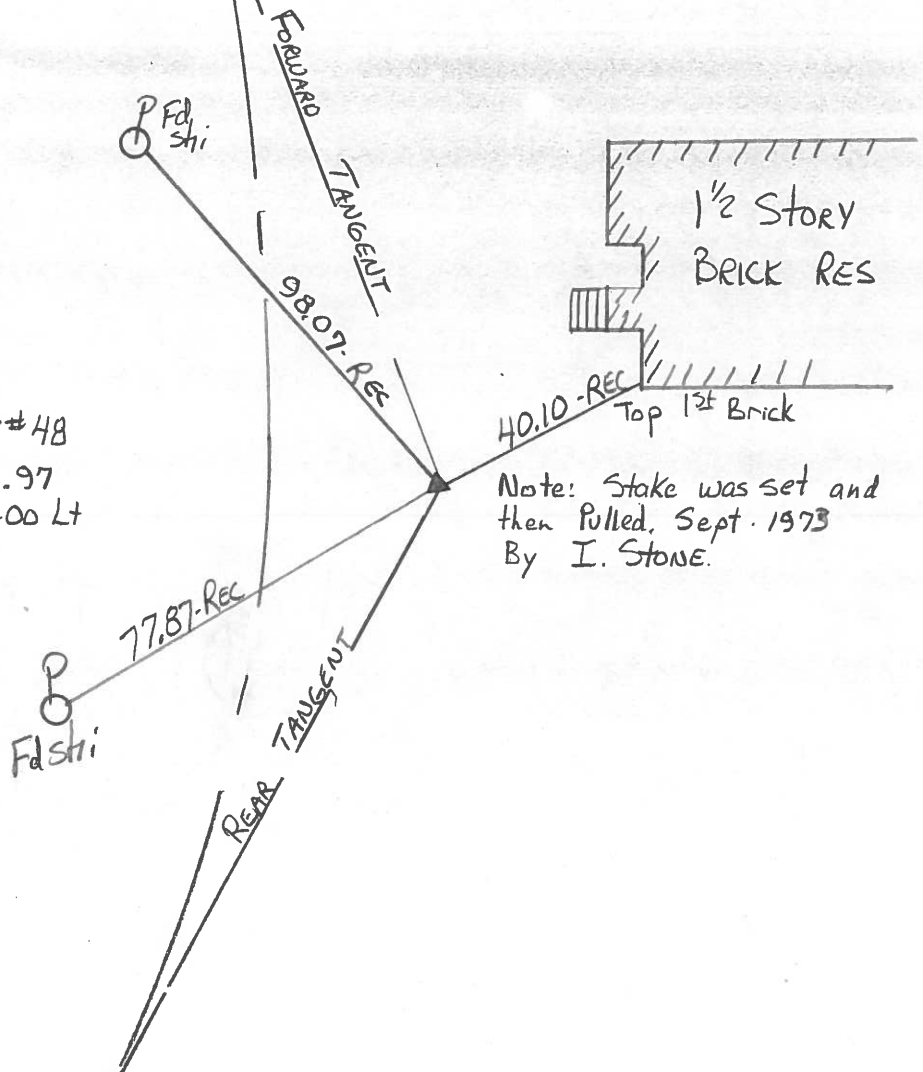 FORWARD TANGENT
P Fd
Shi
98.07-REC
1 1/2 STORY
BRICK RES
40.10-REC
Top 1st Brick
#48
.97
00 Lt
Note: Stake was set and
then Pulled, Sept. 1973
By I. STONE.
77.87-REC
P
Fd Shi
REAR TANGENT